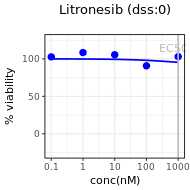 Litronesib (dss:0)
EC50
100
50
0
0.1 1 10 100 1000
% viability
conc(nM)